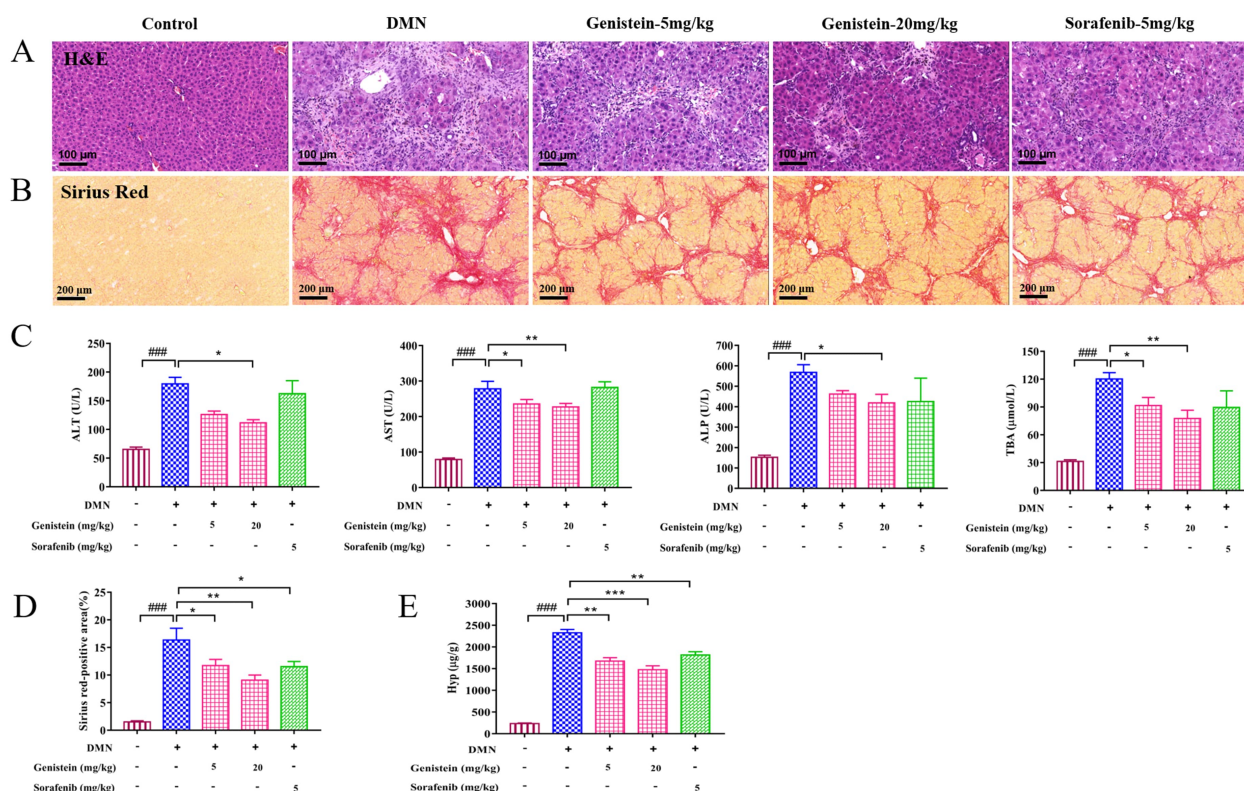 Control DMN Genistein-5mg/kg Genistein-20mg/kg Sorafenib-5mg/kg
A
H&E
100 μm 100 μm 100 μm 100 μm 100 μm
B
Sirius Red
200 μm 200 μm 200 μm 200 μm 200 μm
C
ALT (U/L)
250
200
150
100
50
0
### *
DMN - + + + +
Genistein (mg/kg) - - 5 20 -
Sorafenib (mg/kg) - - - - 5
AST (U/L)
400
300
200
100
0
### * **
DMN - + + + +
Genistein (mg/kg) - - 5 20 -
Sorafenib (mg/kg) - - - - 5
ALP (U/L)
700
600
500
400
300
200
100
0
### *
DMN - + + + +
Genistein (mg/kg) - - 5 20 -
Sorafenib (mg/kg) - - - - 5
TBA (μmol/L)
150
120
90
60
30
0
### * **
DMN - + + + +
Genistein (mg/kg) - - 5 20 -
Sorafenib (mg/kg) - - - - 5
D
Sirius red-positive area(%)
25
20
15
10
5
0
### * ** *
DMN - + + + +
Genistein (mg/kg) - - 5 20 -
Sorafenib (mg/kg) - - - - 5
E
Hyp (μg/g)
3000
2500
2000
1500
1000
500
0
### ** *** **
DMN - + + + +
Genistein (mg/kg) - - 5 20 -
Sorafenib (mg/kg) - - - - 5